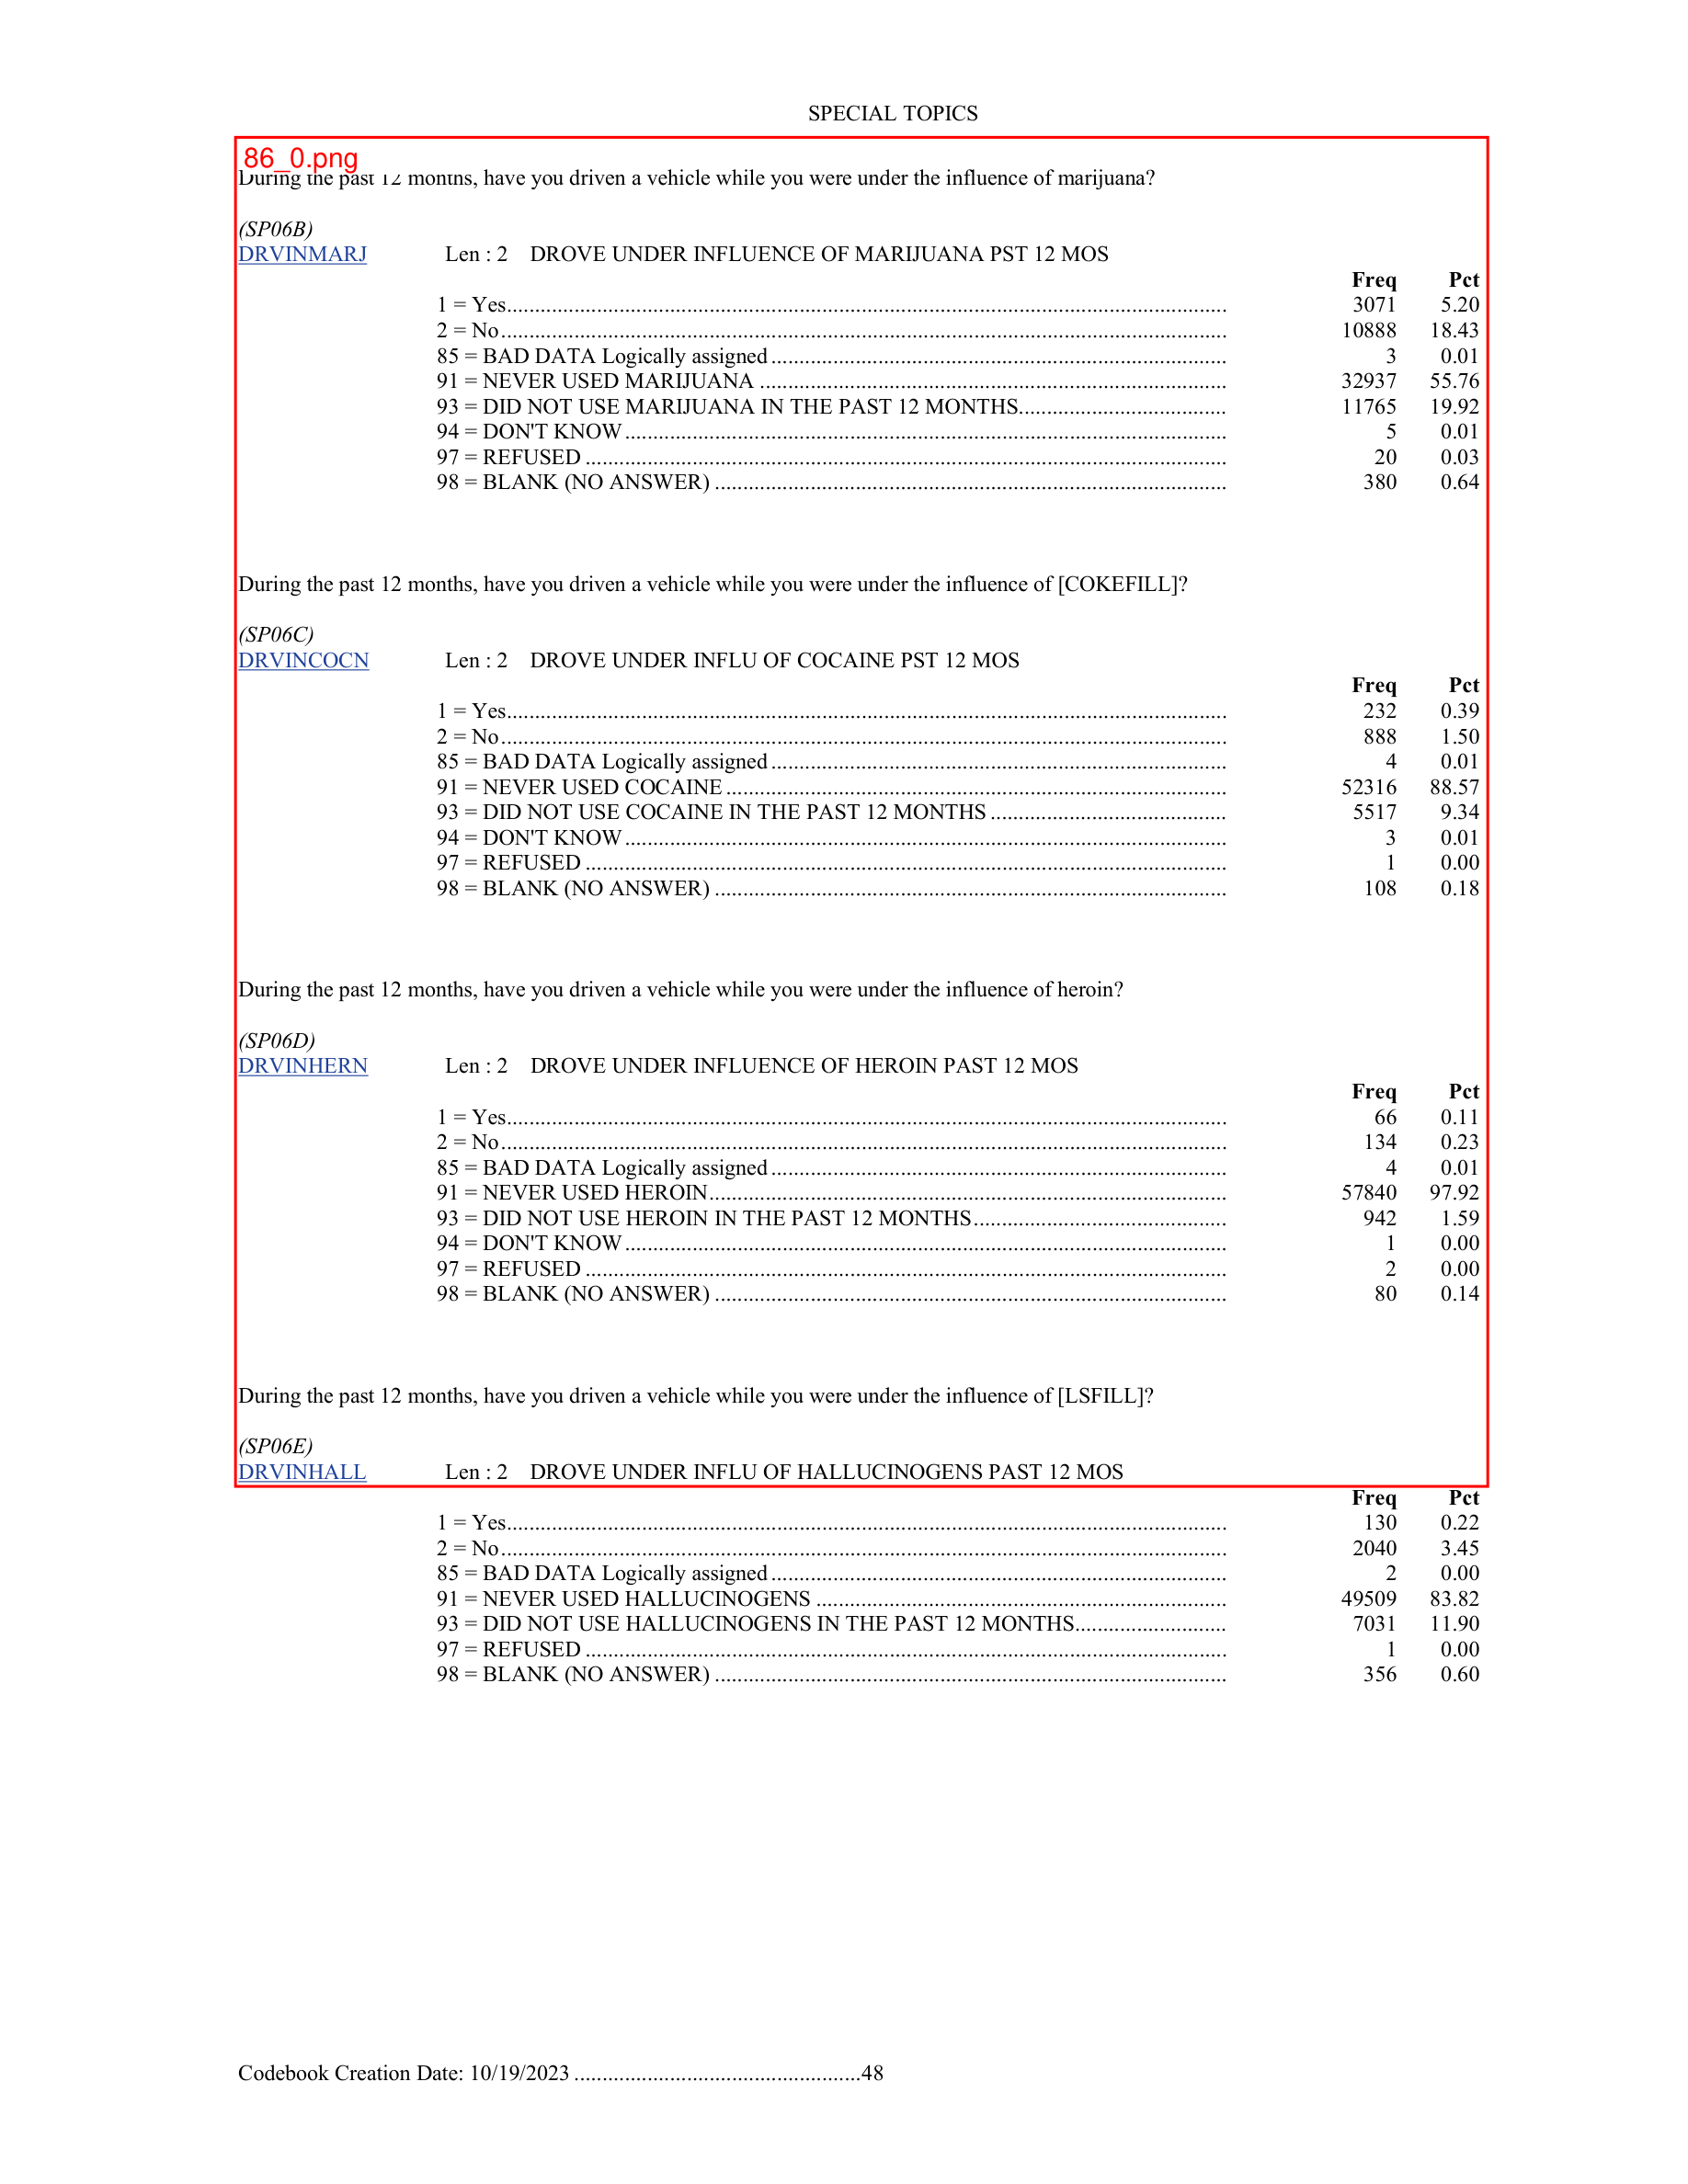 SPECIAL TOPICS
86_0.png
During the past 12 months, have you driven a vehicle while you were under the influence of marijuana?
(SP06B)
DRVINMARJ Len : 2 DROVE UNDER INFLUENCE OF MARIJUANA PST 12 MOS
Freq Pct
1 = Yes 3071 5.20
2 = No 10888 18.43
85 = BAD DATA Logically assigned 3 0.01
91 = NEVER USED MARIJUANA 32937 55.76
93 = DID NOT USE MARIJUANA IN THE PAST 12 MONTHS 11765 19.92
94 = DON'T KNOW 5 0.01
97 = REFUSED 20 0.03
98 = BLANK (NO ANSWER) 380 0.64
During the past 12 months, have you driven a vehicle while you were under the influence of [COKEFILL]?
(SP06C)
DRVINCOCN Len : 2 DROVE UNDER INFLU OF COCAINE PST 12 MOS
Freq Pct
1 = Yes 232 0.39
2 = No 888 1.50
85 = BAD DATA Logically assigned 4 0.01
91 = NEVER USED COCAINE 52316 88.57
93 = DID NOT USE COCAINE IN THE PAST 12 MONTHS 5517 9.34
94 = DON'T KNOW 3 0.01
97 = REFUSED 1 0.00
98 = BLANK (NO ANSWER) 108 0.18
During the past 12 months, have you driven a vehicle while you were under the influence of heroin?
(SP06D)
DRVINHERN Len : 2 DROVE UNDER INFLUENCE OF HEROIN PAST 12 MOS
Freq Pct
1 = Yes 66 0.11
2 = No 134 0.23
85 = BAD DATA Logically assigned 4 0.01
91 = NEVER USED HEROIN 57840 97.92
93 = DID NOT USE HEROIN IN THE PAST 12 MONTHS 942 1.59
94 = DON'T KNOW 1 0.00
97 = REFUSED 2 0.00
98 = BLANK (NO ANSWER) 80 0.14
During the past 12 months, have you driven a vehicle while you were under the influence of [LSFILL]?
(SP06E)
DRVINHALL Len : 2 DROVE UNDER INFLU OF HALLUCINOGENS PAST 12 MOS
Freq Pct
1 = Yes 130 0.22
2 = No 2040 3.45
85 = BAD DATA Logically assigned 2 0.00
91 = NEVER USED HALLUCINOGENS 49509 83.82
93 = DID NOT USE HALLUCINOGENS IN THE PAST 12 MONTHS 7031 11.90
97 = REFUSED 1 0.00
98 = BLANK (NO ANSWER) 356 0.60
Codebook Creation Date: 10/19/2023 48